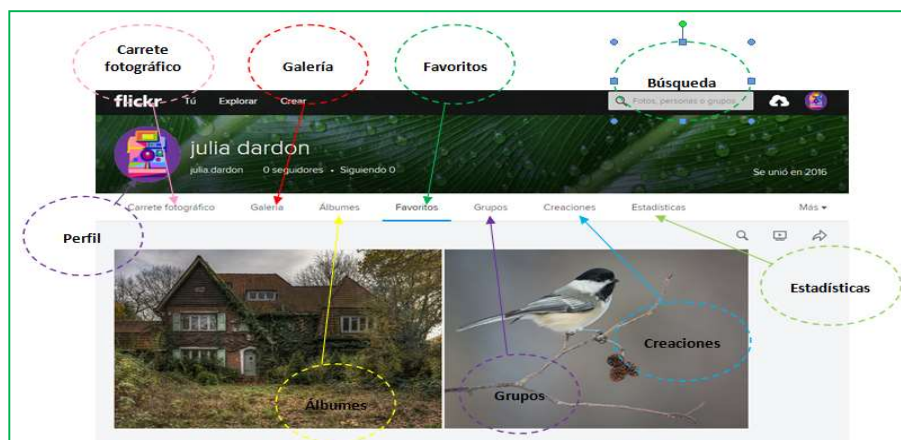 Carrete
fotográfico
Galería
Favoritos
Búsqueda
flickr Tú Explorar Crear Fotos, personas o grupos
julia dardon
julia.dardon 0 seguidores • Siguiendo 0 Se unió en 2016
Carrete fotográfico Galería Álbumes Favoritos Grupos Creaciones Estadísticas Más
Perfil
Estadísticas
Creaciones
Álbumes
Grupos